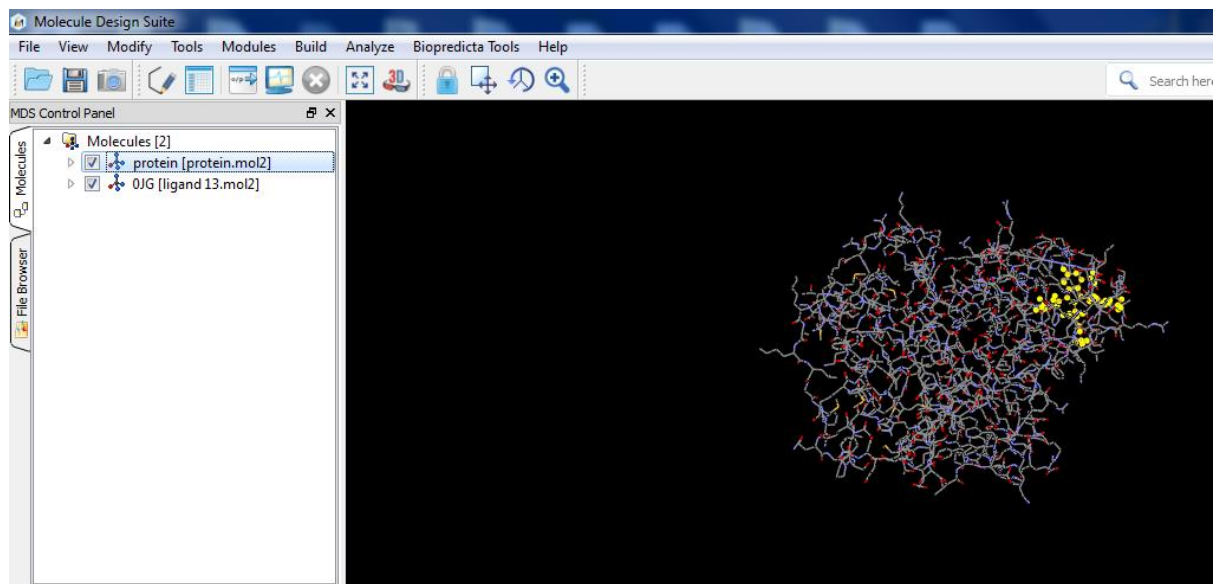 Molecule Design Suite
File View Modify Tools Modules Build Analyze Biopredicta Tools Help
3D
Search here
MDS Control Panel
Molecules [2]
protein [protein.mol2]
0JG [ligand 13.mol2]
Molecules
File Browser